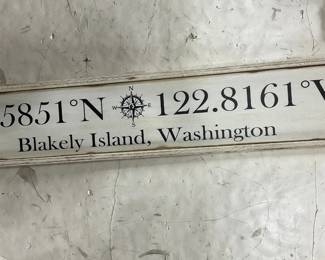 5851°N N W E S 122.8161°W
Blakely Island, Washington